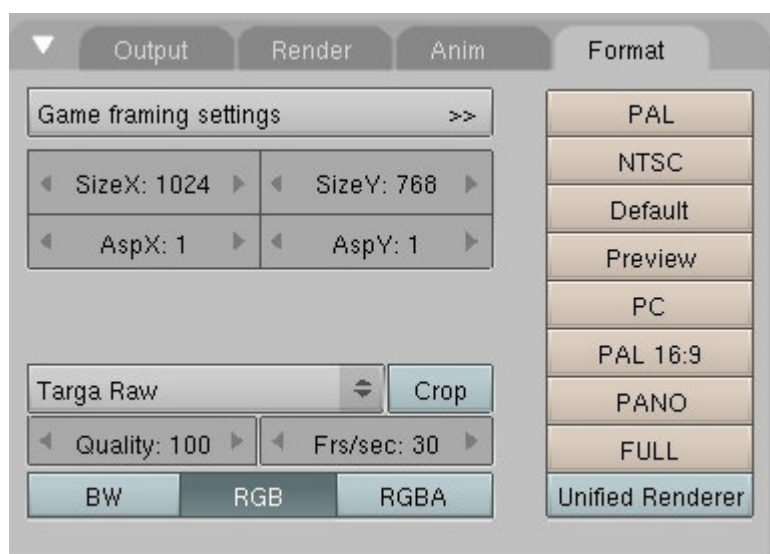 Output Render Anim Format
Game framing settings >>
SizeX: 1024 SizeY: 768
AspX: 1 AspY: 1
Targa Raw Crop
Quality: 100 Frs/sec: 30
BW RGB RGBA
PAL
NTSC
Default
Preview
PC
PAL 16:9
PANO
FULL
Unified Renderer